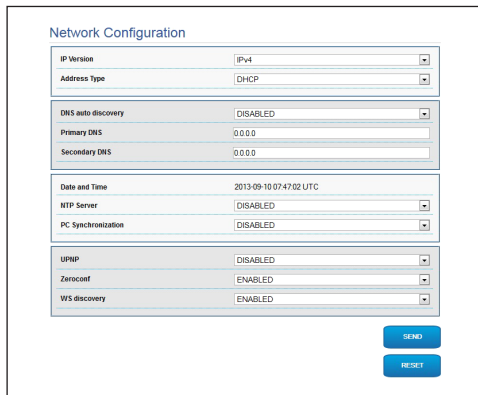 Network Configuration
IP Version IPv4
Address Type DHCP
DNS auto discovery DISABLED
Primary DNS 0.0.0.0
Secondary DNS 0.0.0.0
Date and Time 2013-09-10 07:47:02 UTC
NTP Server DISABLED
PC Synchronization DISABLED
UPNP DISABLED
Zeroconf ENABLED
WS discovery ENABLED
SEND
RESET